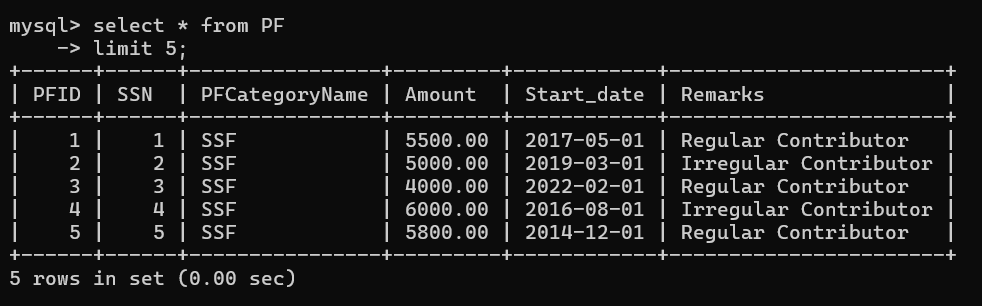 mysql> select * from PF
    -> limit 5;
+------+------+----------------+---------+------------+-----------------------+
| PFID | SSN  | PFCategoryName | Amount  | Start_date | Remarks               |
+------+------+----------------+---------+------------+-----------------------+
|    1 |    1 | SSF            | 5500.00 | 2017-05-01 | Regular Contributor   |
|    2 |    2 | SSF            | 5000.00 | 2019-03-01 | Irregular Contributor |
|    3 |    3 | SSF            | 4000.00 | 2022-02-01 | Regular Contributor   |
|    4 |    4 | SSF            | 6000.00 | 2016-08-01 | Irregular Contributor |
|    5 |    5 | SSF            | 5800.00 | 2014-12-01 | Regular Contributor   |
+------+------+----------------+---------+------------+-----------------------+
5 rows in set (0.00 sec)